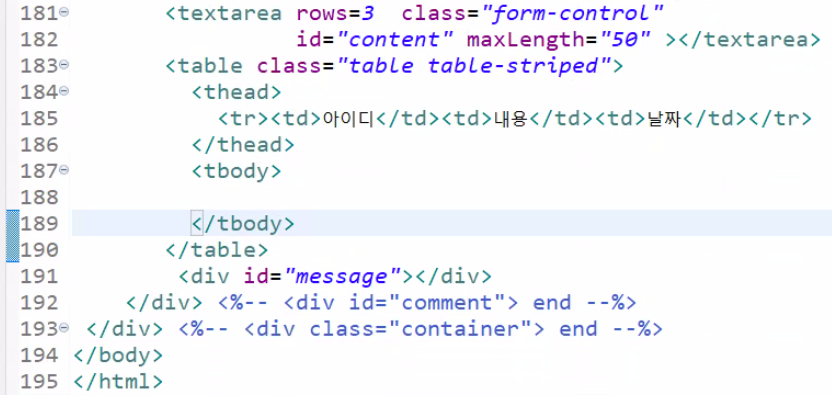 181 <textarea rows=3  class="form-control"
182 id="content" maxLength="50" ></textarea>
183 <table class="table table-striped">
184 <thead>
185 <tr><td>아이디</td><td>내용</td><td>날짜</td></tr>
186 </thead>
187 <tbody>
188
189 </tbody>
190 </table>
191 <div id="message"></div>
192 </div> <%-- <div id="comment"> end --%>
193 </div> <%-- <div class="container"> end --%>
194 </body>
195 </html>